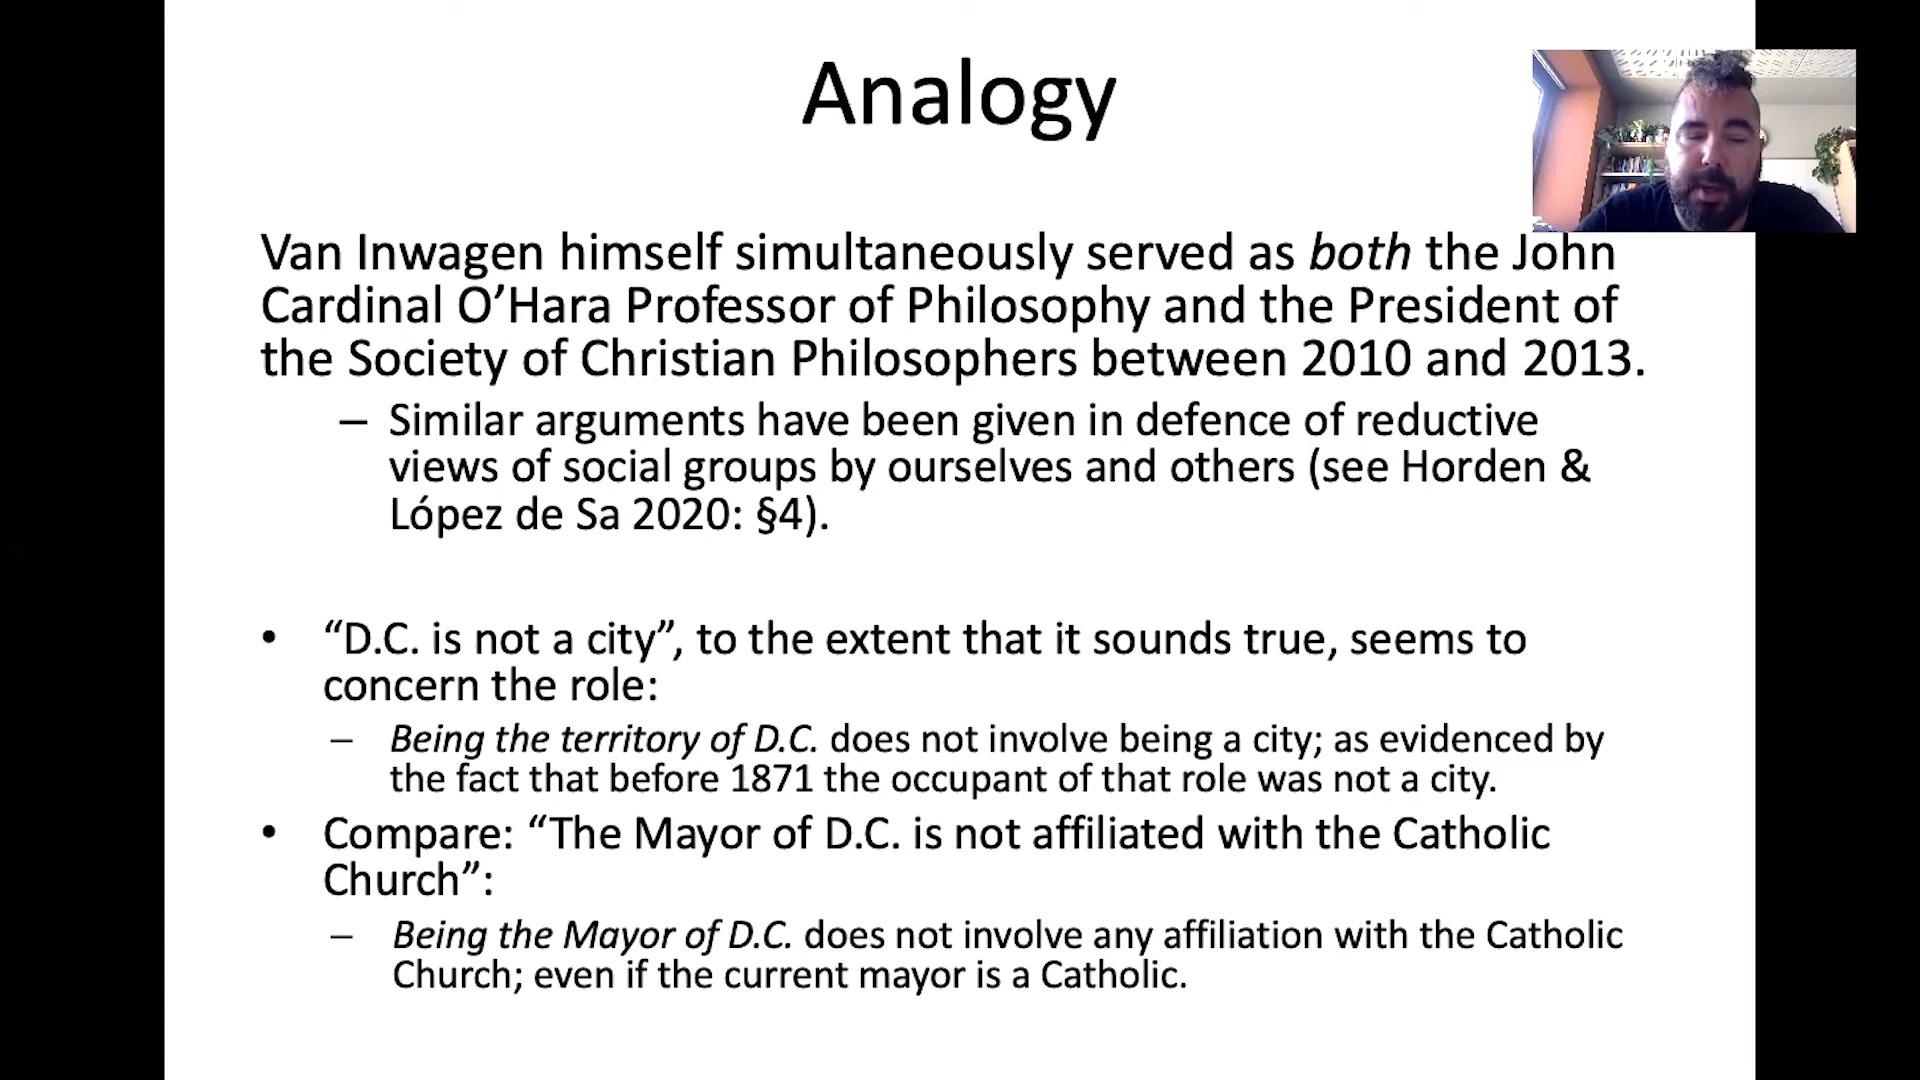 Analogy
Van Inwagen himself simultaneously served as both the John
Cardinal O’Hara Professor of Philosophy and the President of
the Society of Christian Philosophers between 2010 and 2013.
– Similar arguments have been given in defence of reductive
views of social groups by ourselves and others (see Horden &
López de Sa 2020: §4).
• “D.C. is not a city”, to the extent that it sounds true, seems to
concern the role:
– Being the territory of D.C. does not involve being a city; as evidenced by
the fact that before 1871 the occupant of that role was not a city.
• Compare: “The Mayor of D.C. is not affiliated with the Catholic
Church”:
– Being the Mayor of D.C. does not involve any affiliation with the Catholic
Church; even if the current mayor is a Catholic.